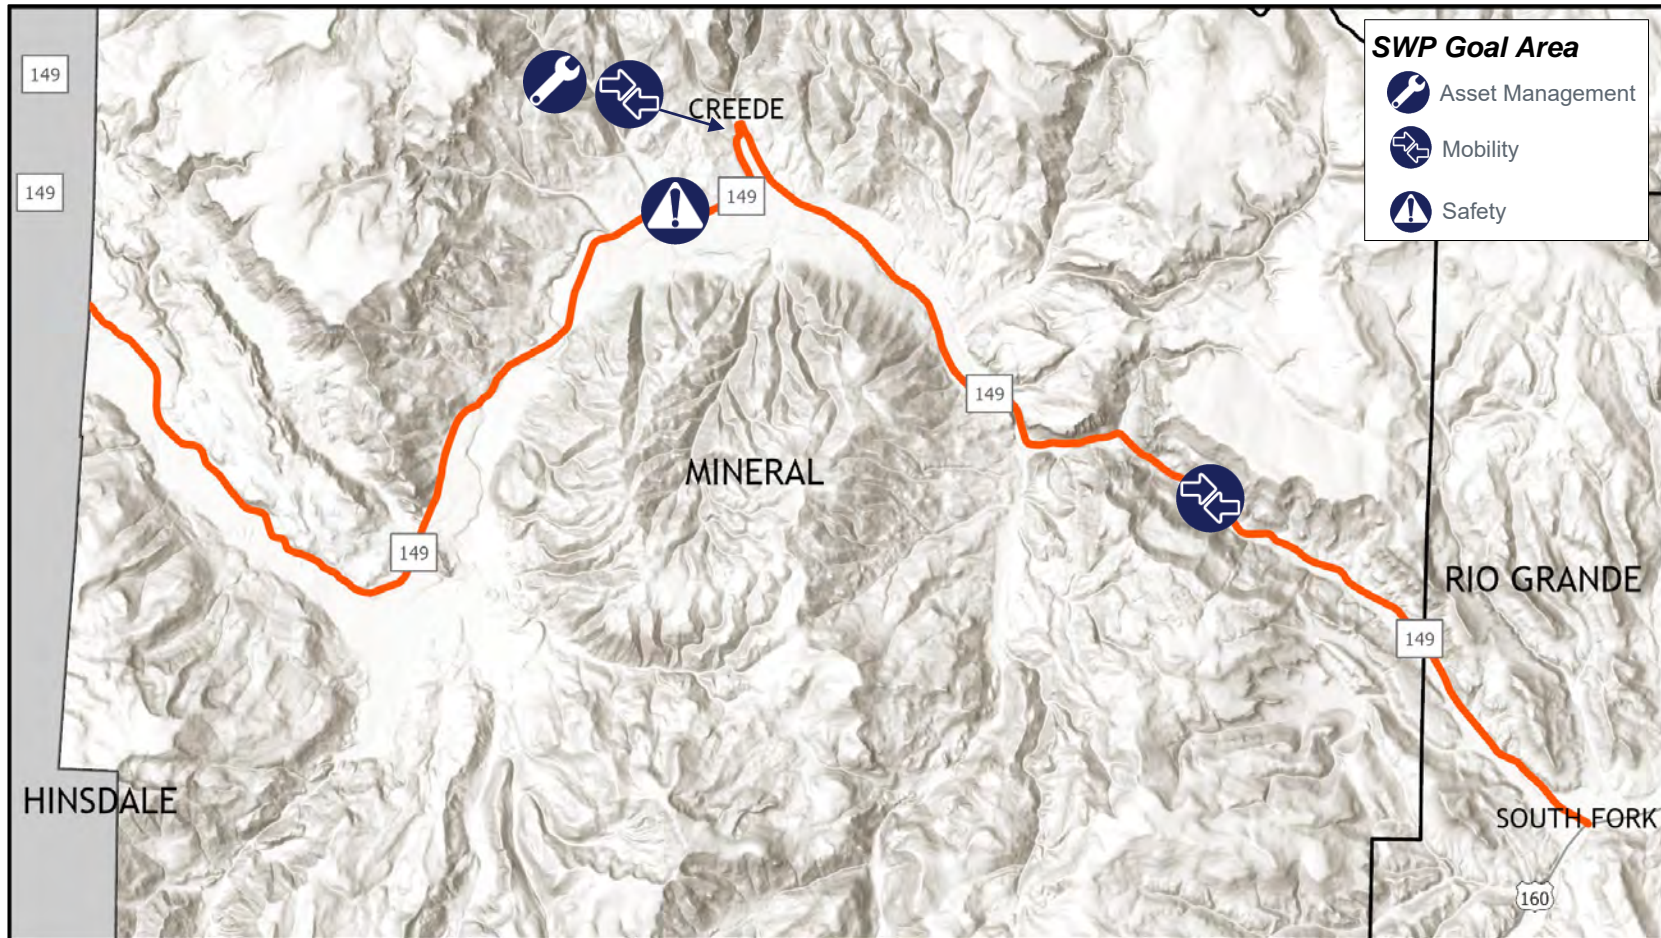 SWP Goal Area
Asset Management
Mobility
Safety
149
149
CREEDE
149
149
MINERAL
149
RIO GRANDE
149
HINSDALE
SOUTH FORK
160